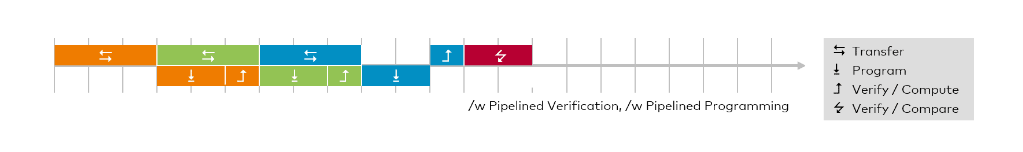 Transfer
Program
Verify / Compute
Verify / Compare
/w Pipelined Verification, /w Pipelined Programming